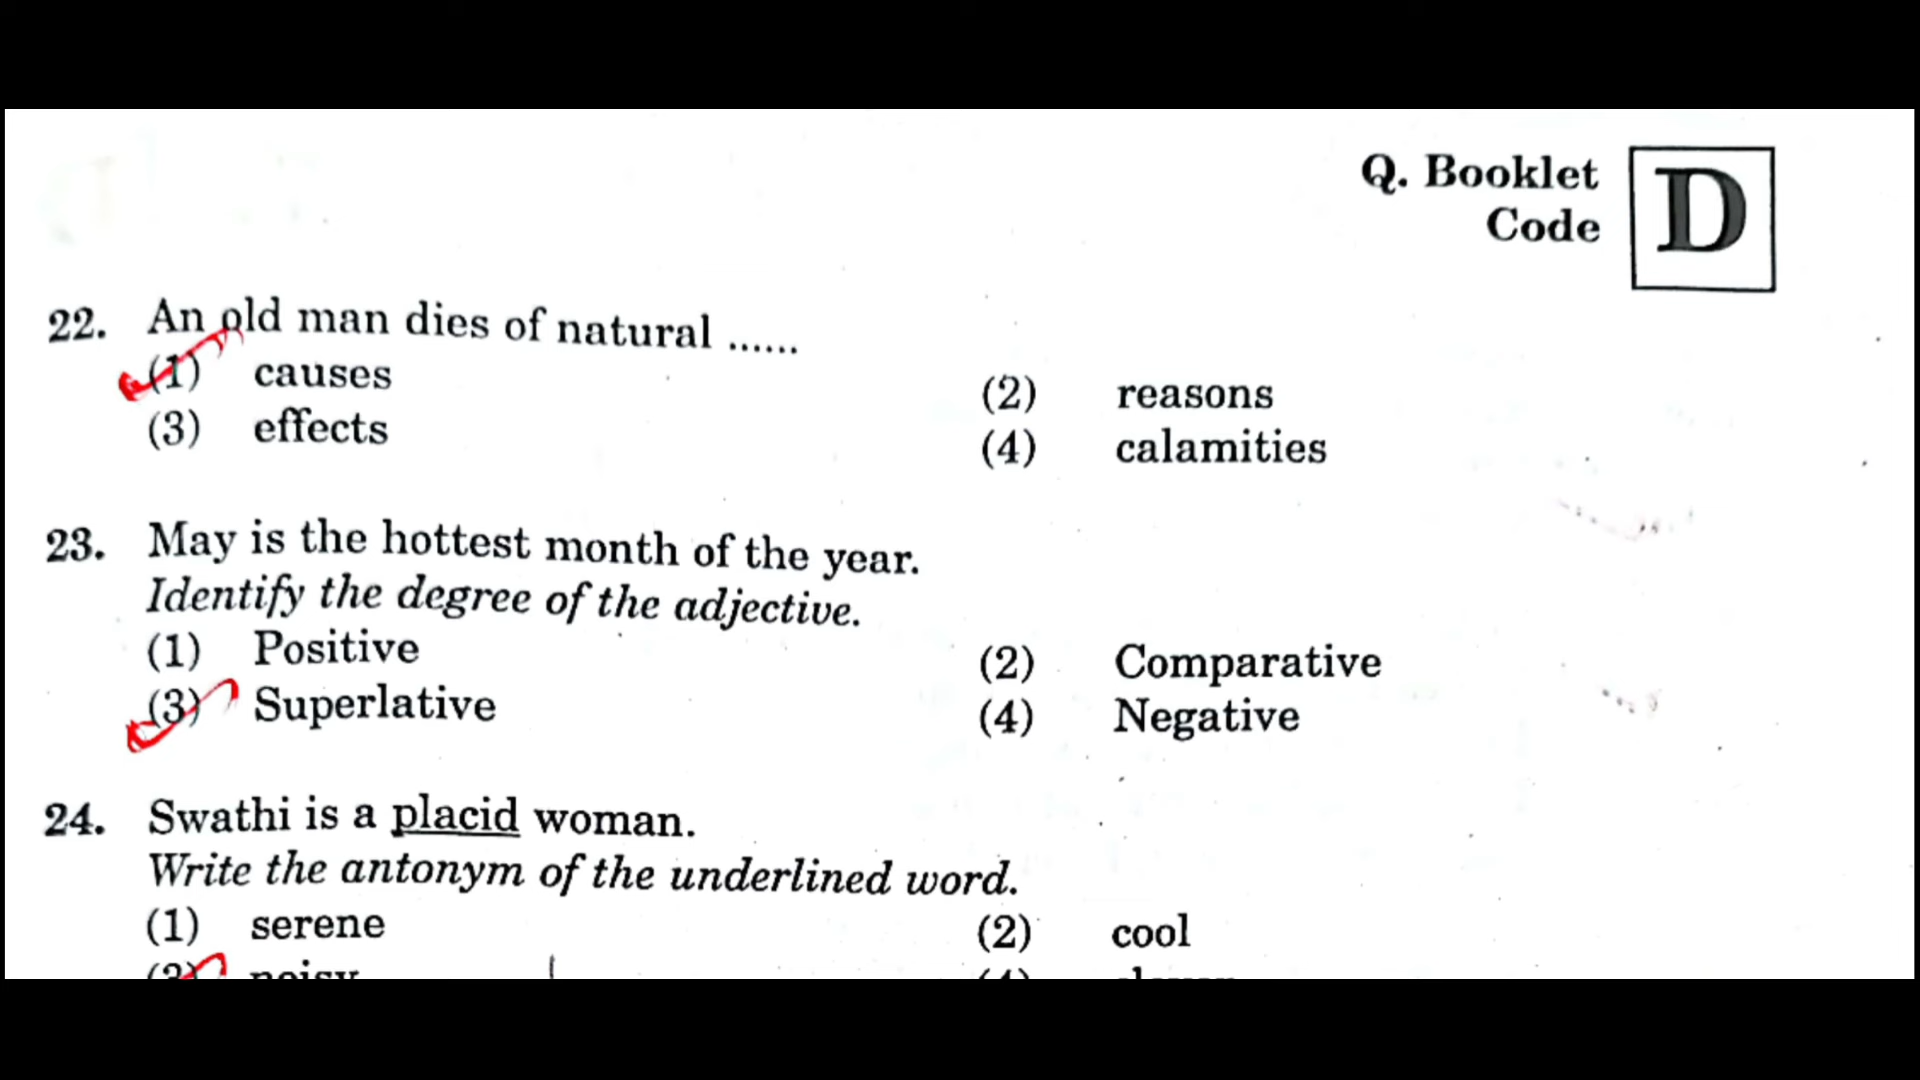 Q. Booklet
Code
D
22. An old man dies of natural ......
(1) causes
(2) reasons
(3) effects
(4) calamities
23. May is the hottest month of the year.
Identify the degree of the adjective.
(1) Positive
(2) Comparative
(3) Superlative
(4) Negative
24. Swathi is a placid woman.
Write the antonym of the underlined word.
(1) serene
(2) cool
(3) noisy